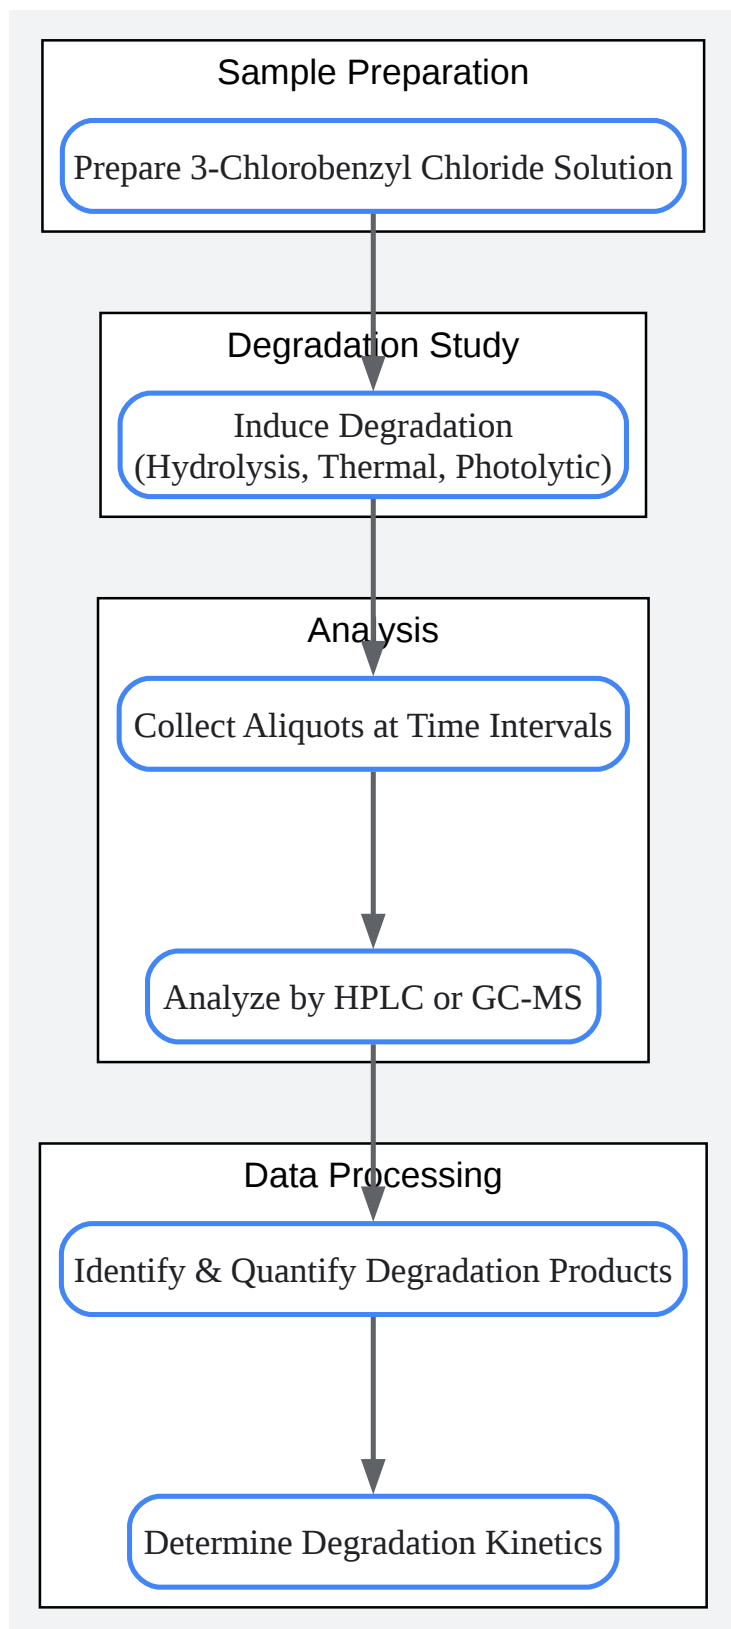 Sample Preparation
Prepare 3-Chlorobenzyl Chloride Solution
Degradation Study
Induce Degradation
(Hydrolysis, Thermal, Photolytic)
Analysis
Collect Aliquots at Time Intervals
Analyze by HPLC or GC-MS
Data Processing
Identify & Quantify Degradation Products
Determine Degradation Kinetics